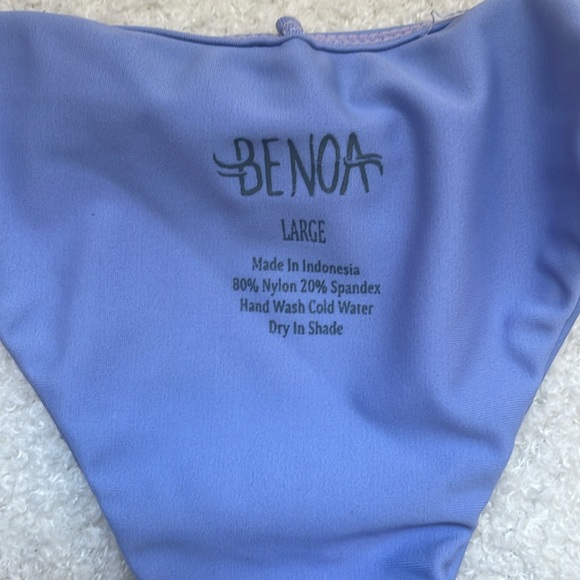 BENOA
LARGE
Made In Indonesia
80% Nylon 20% Spandex
Hand Wash Cold Water
Dry In Shade